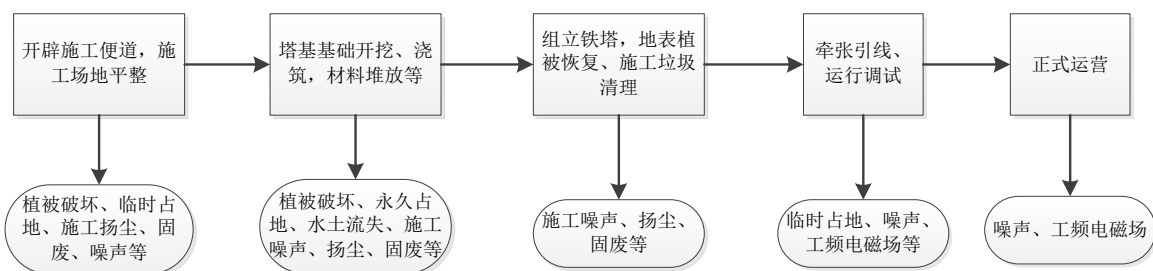 开辟施工便道，施
工场地平整
塔基基础开挖、浇
筑，材料堆放等
组立铁塔，地表植
被恢复、施工垃圾
清理
牵张引线、
运行调试
正式运营
植被破坏、临时占
地、施工扬尘、固
废、噪声等
植被破坏、永久占
地、水土流失、施工
噪声、扬尘、固废等
施工噪声、扬尘、
固废等
临时占地、噪声、
工频电磁场等
噪声、工频电磁场